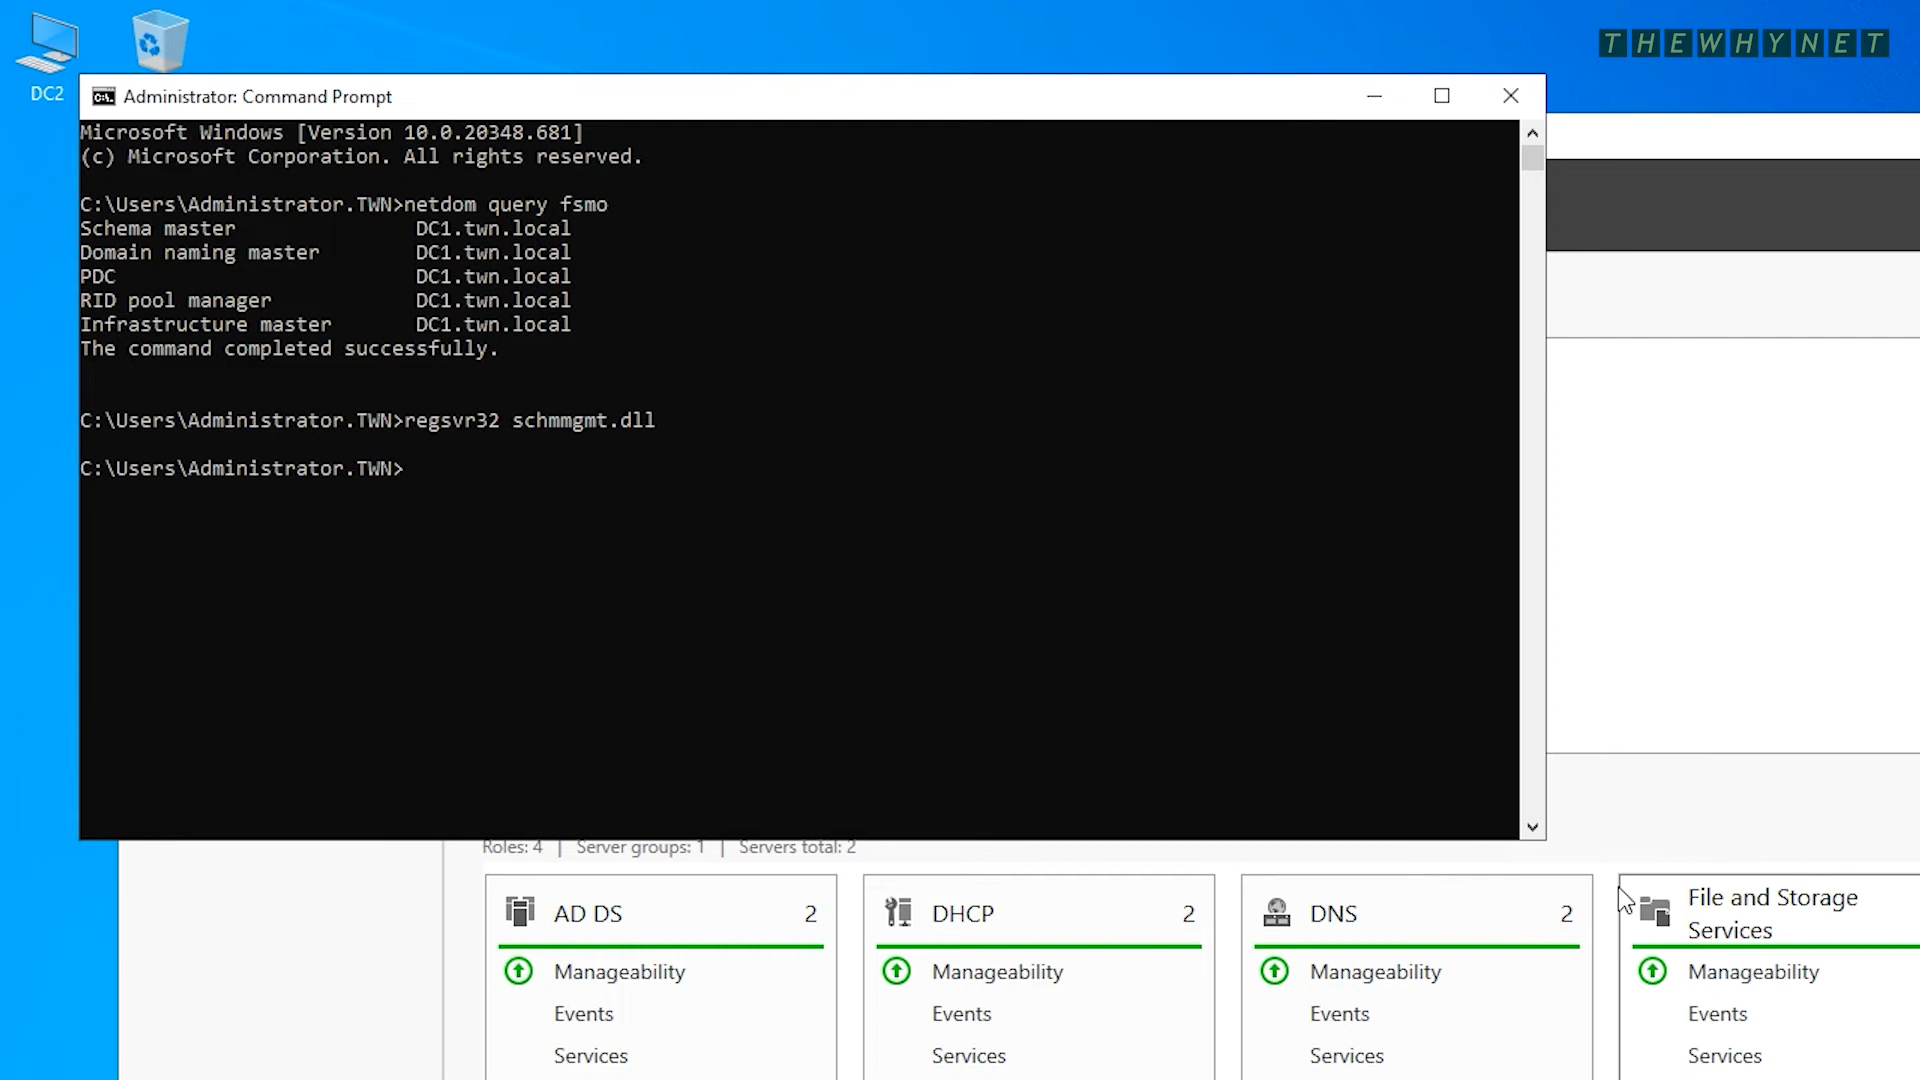 THEWHYNET
DC2
Administrator: Command Prompt
Microsoft Windows [Version 10.0.20348.681]
(c) Microsoft Corporation. All rights reserved.
C:\Users\Administrator.TWN>netdom query fsmo
Schema master DC1.twn.local
Domain naming master DC1.twn.local
PDC DC1.twn.local
RID pool manager DC1.twn.local
Infrastructure master DC1.twn.local
The command completed successfully.
C:\Users\Administrator.TWN>regsvr32 schmmgmt.dll
C:\Users\Administrator.TWN>
Roles: 4 | Server groups: 1 | Servers total: 2
AD DS 2
Manageability
Events
Services
DHCP 2
Manageability
Events
Services
DNS 2
Manageability
Events
Services
File and Storage
Services
Manageability
Events
Services